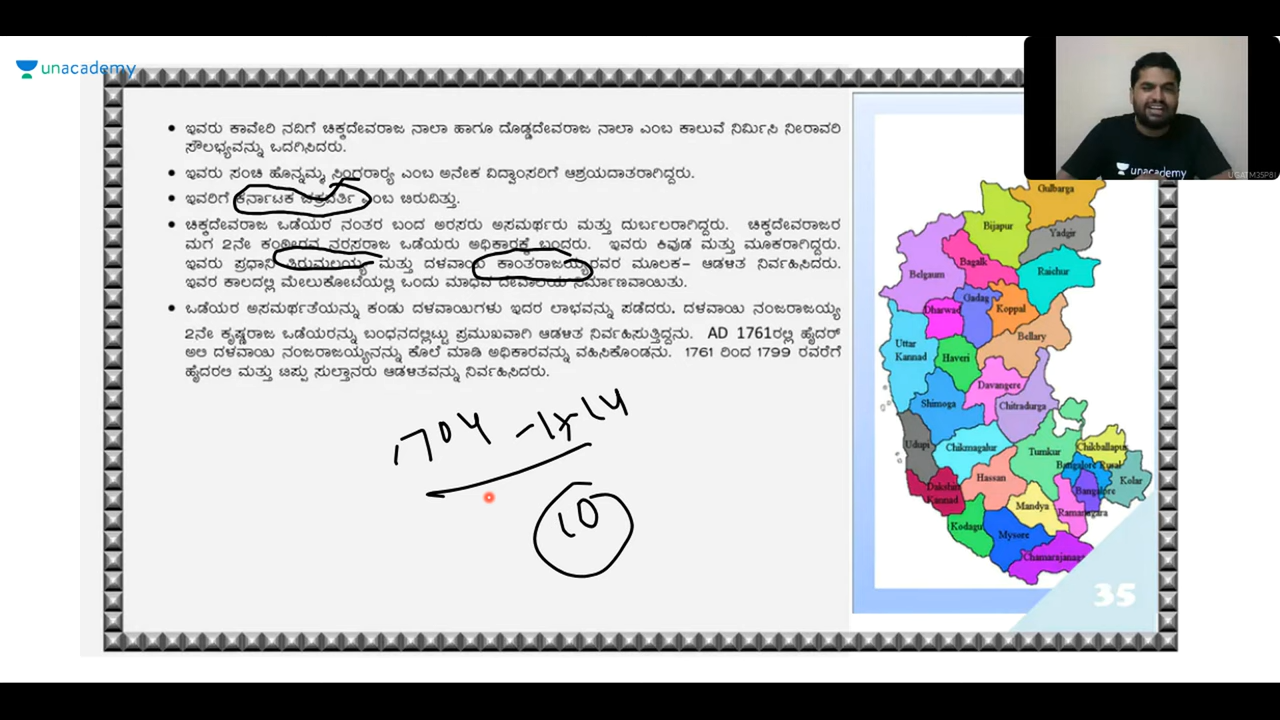 unacademy
ಇವರು ಕಾವೇರಿ ನದಿಗೆ ಚಿಕ್ಕದೇವರಾಜ ನಾಲಾ ಹಾಗೂ ದೊಡ್ಡದೇವರಾಜ ನಾಲಾ ಎಂಬ ಕಾಲುವೆ ನಿರ್ಮಿಸಿ ನೀರಾವರಿ
ಸೌಲಭ್ಯವನ್ನು ಒದಗಿಸಿದರು.
ಇವರು ಸಂಚಿ ಹೊನ್ನಮ್ಮ, ಸಿಂಗರಾರ್ಯ ಎಂಬ ಅನೇಕ ವಿದ್ವಾಂಸರಿಗೆ ಆಶ್ರಯದಾತರಾಗಿದ್ದರು.
ಇವರಿಗೆ ಕರ್ನಾಟಕ ಚಕ್ರವರ್ತಿ ಎಂಬ ಬಿರುದಿತ್ತು.
ಚಿಕ್ಕದೇವರಾಜ ಒಡೆಯರ ನಂತರ ಬಂದ ಅರಸರು ಅಸಮರ್ಥರು ಮತ್ತು ದುರ್ಬಲರಾಗಿದ್ದರು. ಚಿಕ್ಕದೇವರಾಜರ
ಮಗ 2ನೇ ಕಂಠೀರವ ನರಸರಾಜ ಒಡೆಯರು ಅಧಿಕಾರಕ್ಕೆ ಬಂದರು. ಇವರು ಕಿವುಡ ಮತ್ತು ಮೂಕರಾಗಿದ್ದರು.
ಇವರು ಪ್ರಧಾನಿ ತಿರುಮಲಯ್ಯ ಮತ್ತು ದಳವಾಯಿ ಕಾಂತರಾಜಯ್ಯರವರ ಮೂಲಕ- ಆಡಳಿತ ನಿರ್ವಹಿಸಿದರು.
ಇವರ ಕಾಲದಲ್ಲಿ ಮೇಲುಕೋಟೆಯಲ್ಲಿ ಒಂದು ಮಾಧವ ದೇವಾಲಯ ನಿರ್ಮಾಣವಾಯಿತು.
ಒಡೆಯರ ಅಸಮರ್ಥತೆಯನ್ನು ಕಂಡು ದಳವಾಯಿಗಳು ಇದರ ಲಾಭವನ್ನು ಪಡೆದರು. ದಳವಾಯಿ ನಂಜರಾಜಯ್ಯ
2ನೇ ಕೃಷ್ಣರಾಜ ಒಡೆಯರನ್ನು ಬಂಧನದಲ್ಲಿಟ್ಟು ಪ್ರಮುಖವಾಗಿ ಆಡಳಿತ ನಿರ್ವಹಿಸುತ್ತಿದ್ದನು. AD 1761ರಲ್ಲಿ ಹೈದರ್
ಅಲಿ ದಳವಾಯಿ ನಂಜರಾಜಯ್ಯನನ್ನು ಕೊಲೆ ಮಾಡಿ ಅಧಿಕಾರವನ್ನು ವಹಿಸಿಕೊಂಡನು. 1761 ರಿಂದ 1799 ರವರೆಗೆ
ಹೈದರಲಿ ಮತ್ತು ಟಿಪ್ಪು ಸುಲ್ತಾನರು ಆಡಳಿತವನ್ನು ನಿರ್ವಹಿಸಿದರು.
1704 -1714
10
unacademy
Gulbarga
Bijapur
Yadgir
Bagalk
Raichur
Belgaum
Gadag
Koppal
Dharwad
Bellary
Uttar
Kannad
Haveri
Davangere
Shimoga
Chitradurga
Udupi
Chikmagalur
Tumkur
Chikballapur
Bangalore Rural
Kolar
Hassan
Bangalore
Dakshin
Kannad
Mandya
Ramanagara
Kodagu
Mysore
Chamarajanaga
35